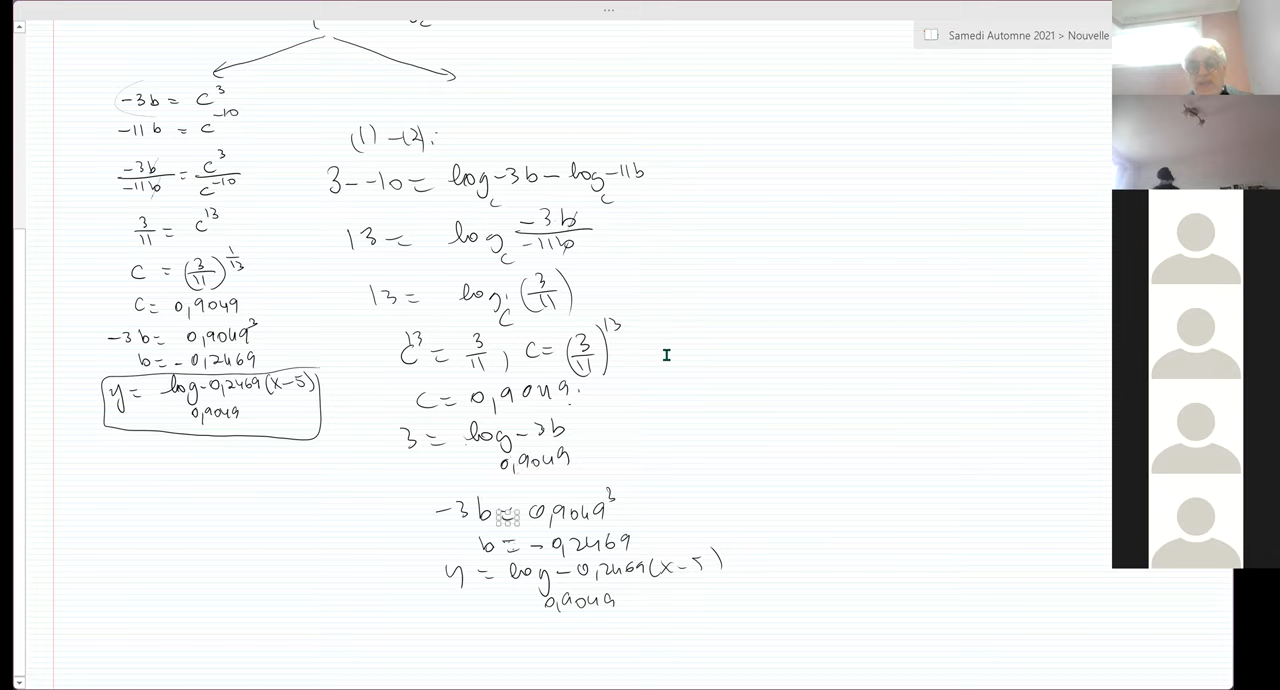 Samedi Automne 2021 > Nouvelle
-3b = c^3
-11b = c^-10
-3b/-11b = c^3/c^-10
3/11 = c^13
c = (3/11)^1/13
c = 0,9049
-3b = 0,9049^3
b = -0,2469
y = log_0,9049 -0,2469(x-5)
(1) - (2):
3 - -10 = log_c -3b - log_c -11b
13 = log_c -3b/-11b
13 = log_c (3/11)
c^13 = 3/11, c = (3/11)^13
c = 0,9049.
3 = log_0,9049 -3b
-3b = 0,9049^3
b = -0,2469
y = log_0,9049 -0,2469(x-5)